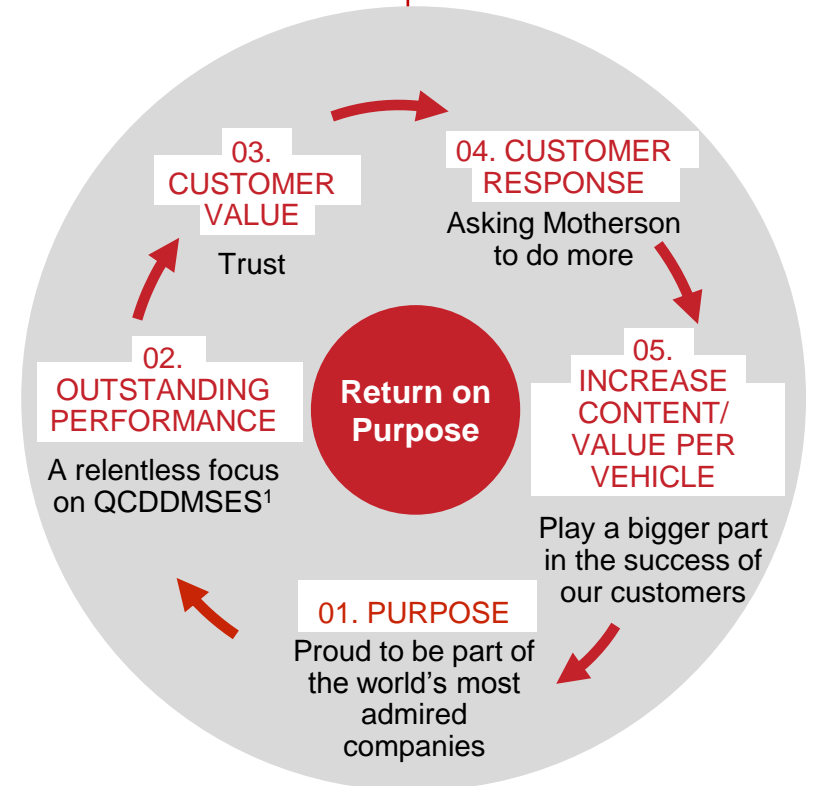 03.
CUSTOMER
VALUE
Trust
04. CUSTOMER
RESPONSE
Asking Motherson
to do more
02.
OUTSTANDING
PERFORMANCE
A relentless focus
on QCDDMSES¹
Return on
Purpose
05.
INCREASE
CONTENT/
VALUE PER
VEHICLE
Play a bigger part
in the success of
our customers
01. PURPOSE
Proud to be part of
the world's most
admired
companies